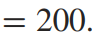 = 200.